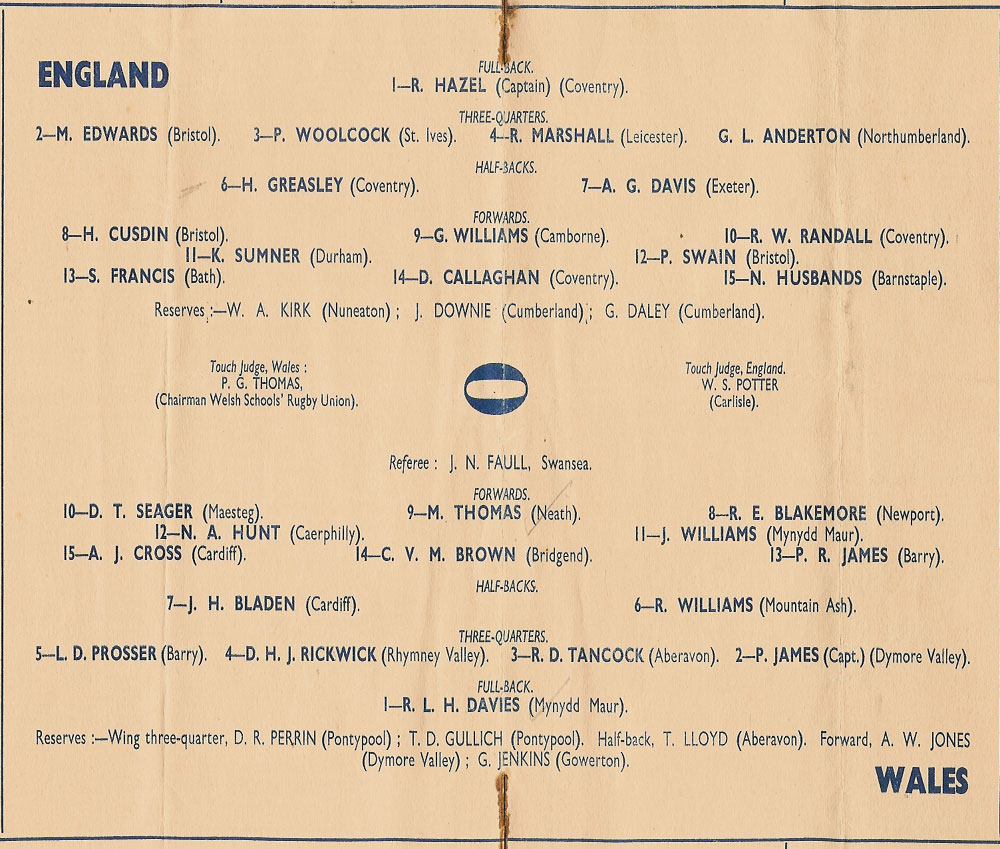 ENGLAND
FULL-BACK.
1—R. HAZEL (Captain) (Coventry).
THREE-QUARTERS.
2—M. EDWARDS (Bristol). 3—P. WOOLCOCK (St. Ives). 4—R. MARSHALL (Leicester). G. L. ANDERTON (Northumberland).
HALF-BACKS.
6—H. GREASLEY (Coventry). 7—A. G. DAVIS (Exeter).
FORWARDS.
8—H. CUSDIN (Bristol). 9—G. WILLIAMS (Camborne). 10—R. W. RANDALL (Coventry).
11—K. SUMNER (Durham). 12—P. SWAIN (Bristol).
13—S. FRANCIS (Bath). 14—D. CALLAGHAN (Coventry). 15—N. HUSBANDS (Barnstaple).
Reserves :—W. A. KIRK (Nuneaton) ; J. DOWNIE (Cumberland) ; G. DALEY (Cumberland).
Touch Judge, Wales : Touch Judge, England.
P. G. THOMAS, W. S. POTTER
(Chairman Welsh Schools' Rugby Union). (Carlisle).
Referee : J. N. FAULL, Swansea.
FORWARDS.
10—D. T. SEAGER (Maesteg). 9—M. THOMAS (Neath). 8—R. E. BLAKEMORE (Newport).
12—N. A. HUNT (Caerphilly). 11—J. WILLIAMS (Mynydd Maur).
15—A. J. CROSS (Cardiff). 14—C. V. M. BROWN (Bridgend). 13—P. R. JAMES (Barry).
HALF-BACKS.
7—J. H. BLADEN (Cardiff). 6—R. WILLIAMS (Mountain Ash).
THREE-QUARTERS.
5—L. D. PROSSER (Barry). 4—D. H. J. RICKWICK (Rhymney Valley). 3—R. D. TANCOCK (Aberavon). 2—P. JAMES (Capt.) (Dymore Valley).
FULL-BACK.
1—R. L. H. DAVIES (Mynydd Maur).
Reserves :—Wing three-quarter, D. R. PERRIN (Pontypool) ; T. D. GULLICH (Pontypool). Half-back, T. LLOYD (Aberavon). Forward, A. W. JONES
(Dymore Valley) ; G. JENKINS (Gowerton).
WALES